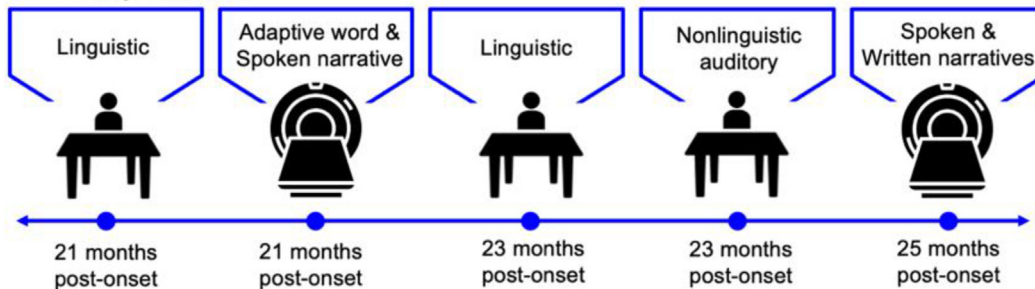 Linguistic
Adaptive word &
Spoken narrative
Linguistic
Nonlinguistic
auditory
Spoken &
Written narratives
21 months
post-onset
21 months
post-onset
23 months
post-onset
23 months
post-onset
25 months
post-onset